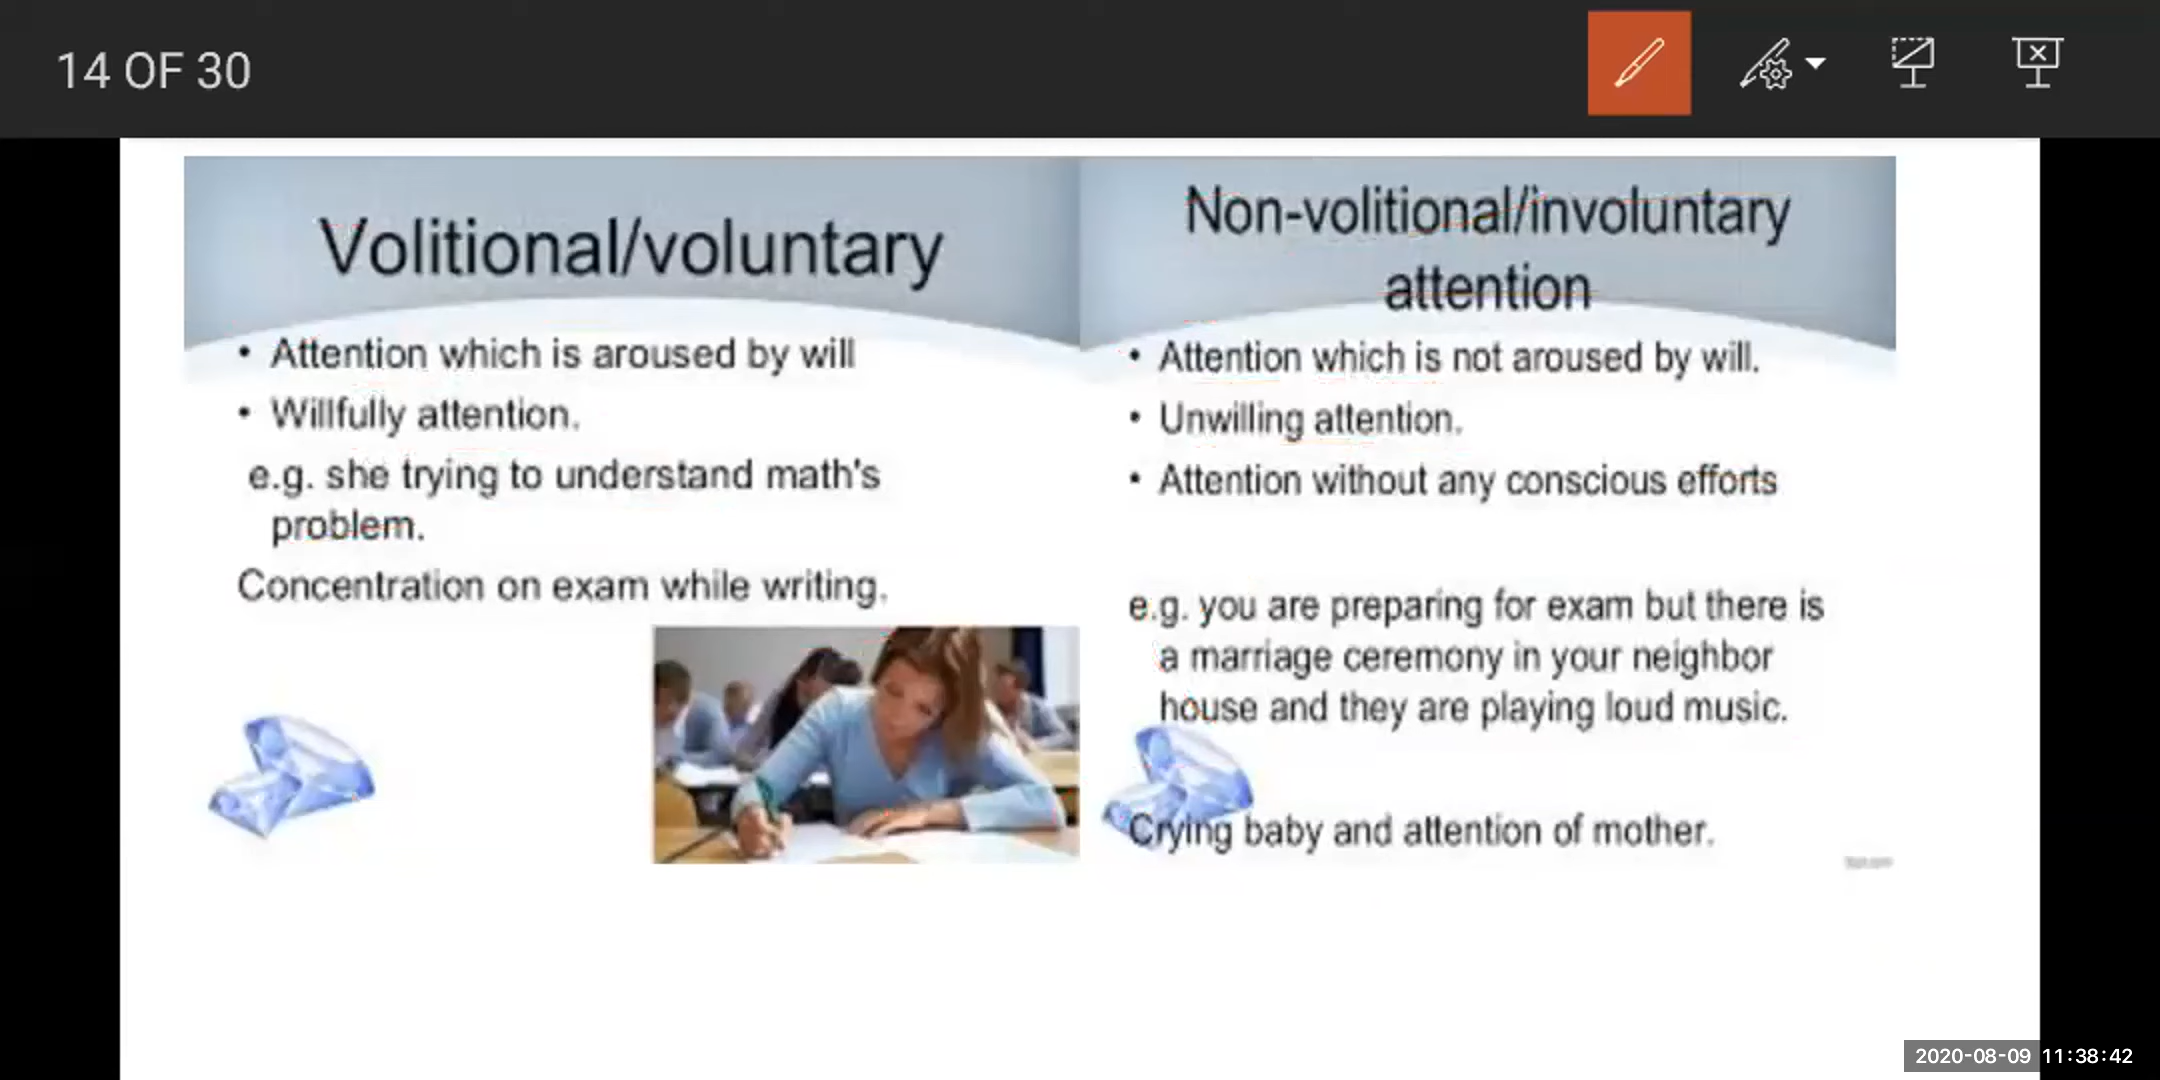 14 OF 30
Volitional/voluntary
• Attention which is aroused by will
• Willfully attention.
e.g. she trying to understand math's
problem.
Concentration on exam while writing.
Non-volitional/involuntary
attention
• Attention which is not aroused by will.
• Unwilling attention.
• Attention without any conscious efforts
e.g. you are preparing for exam but there is
a marriage ceremony in your neighbor
house and they are playing loud music.
Crying baby and attention of mother.
2020-08-09 11:38:42